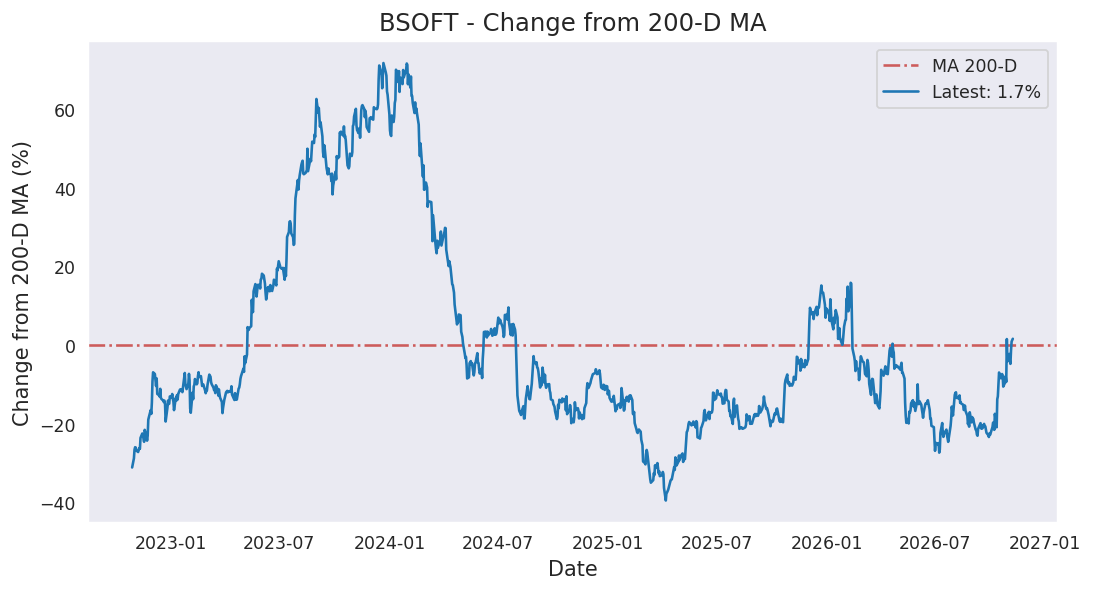 BSOFT - Change from 200-D MA
MA 200-D
Latest: 1.7%
Change from 200-D MA (%)
60
40
20
0
−20
−40
2023-01 2023-07 2024-01 2024-07 2025-01 2025-07 2026-01 2026-07 2027-01
Date